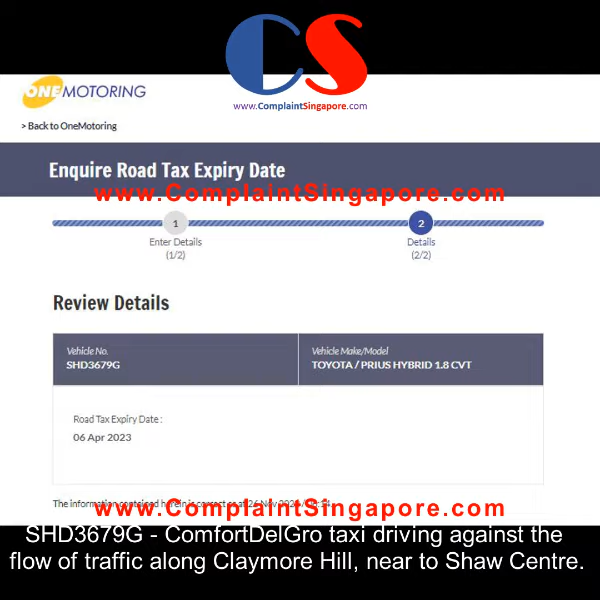 CS
www.ComplaintSingapore.com
ONEMOTORING
> Back to OneMotoring
Enquire Road Tax Expiry Date
www.ComplaintSingapore.com
1
2
Enter Details
(1/2)
Details
(2/2)
Review Details
Vehicle No.
SHD3679G
Vehicle Make/Model
TOYOTA / PRIUS HYBRID 1.8 CVT
Road Tax Expiry Date :
06 Apr 2023
The information contained herein is correct as at 26 Nov
www.ComplaintSingapore.com
SHD3679G - ComfortDelGro taxi driving against the
flow of traffic along Claymore Hill, near to Shaw Centre.